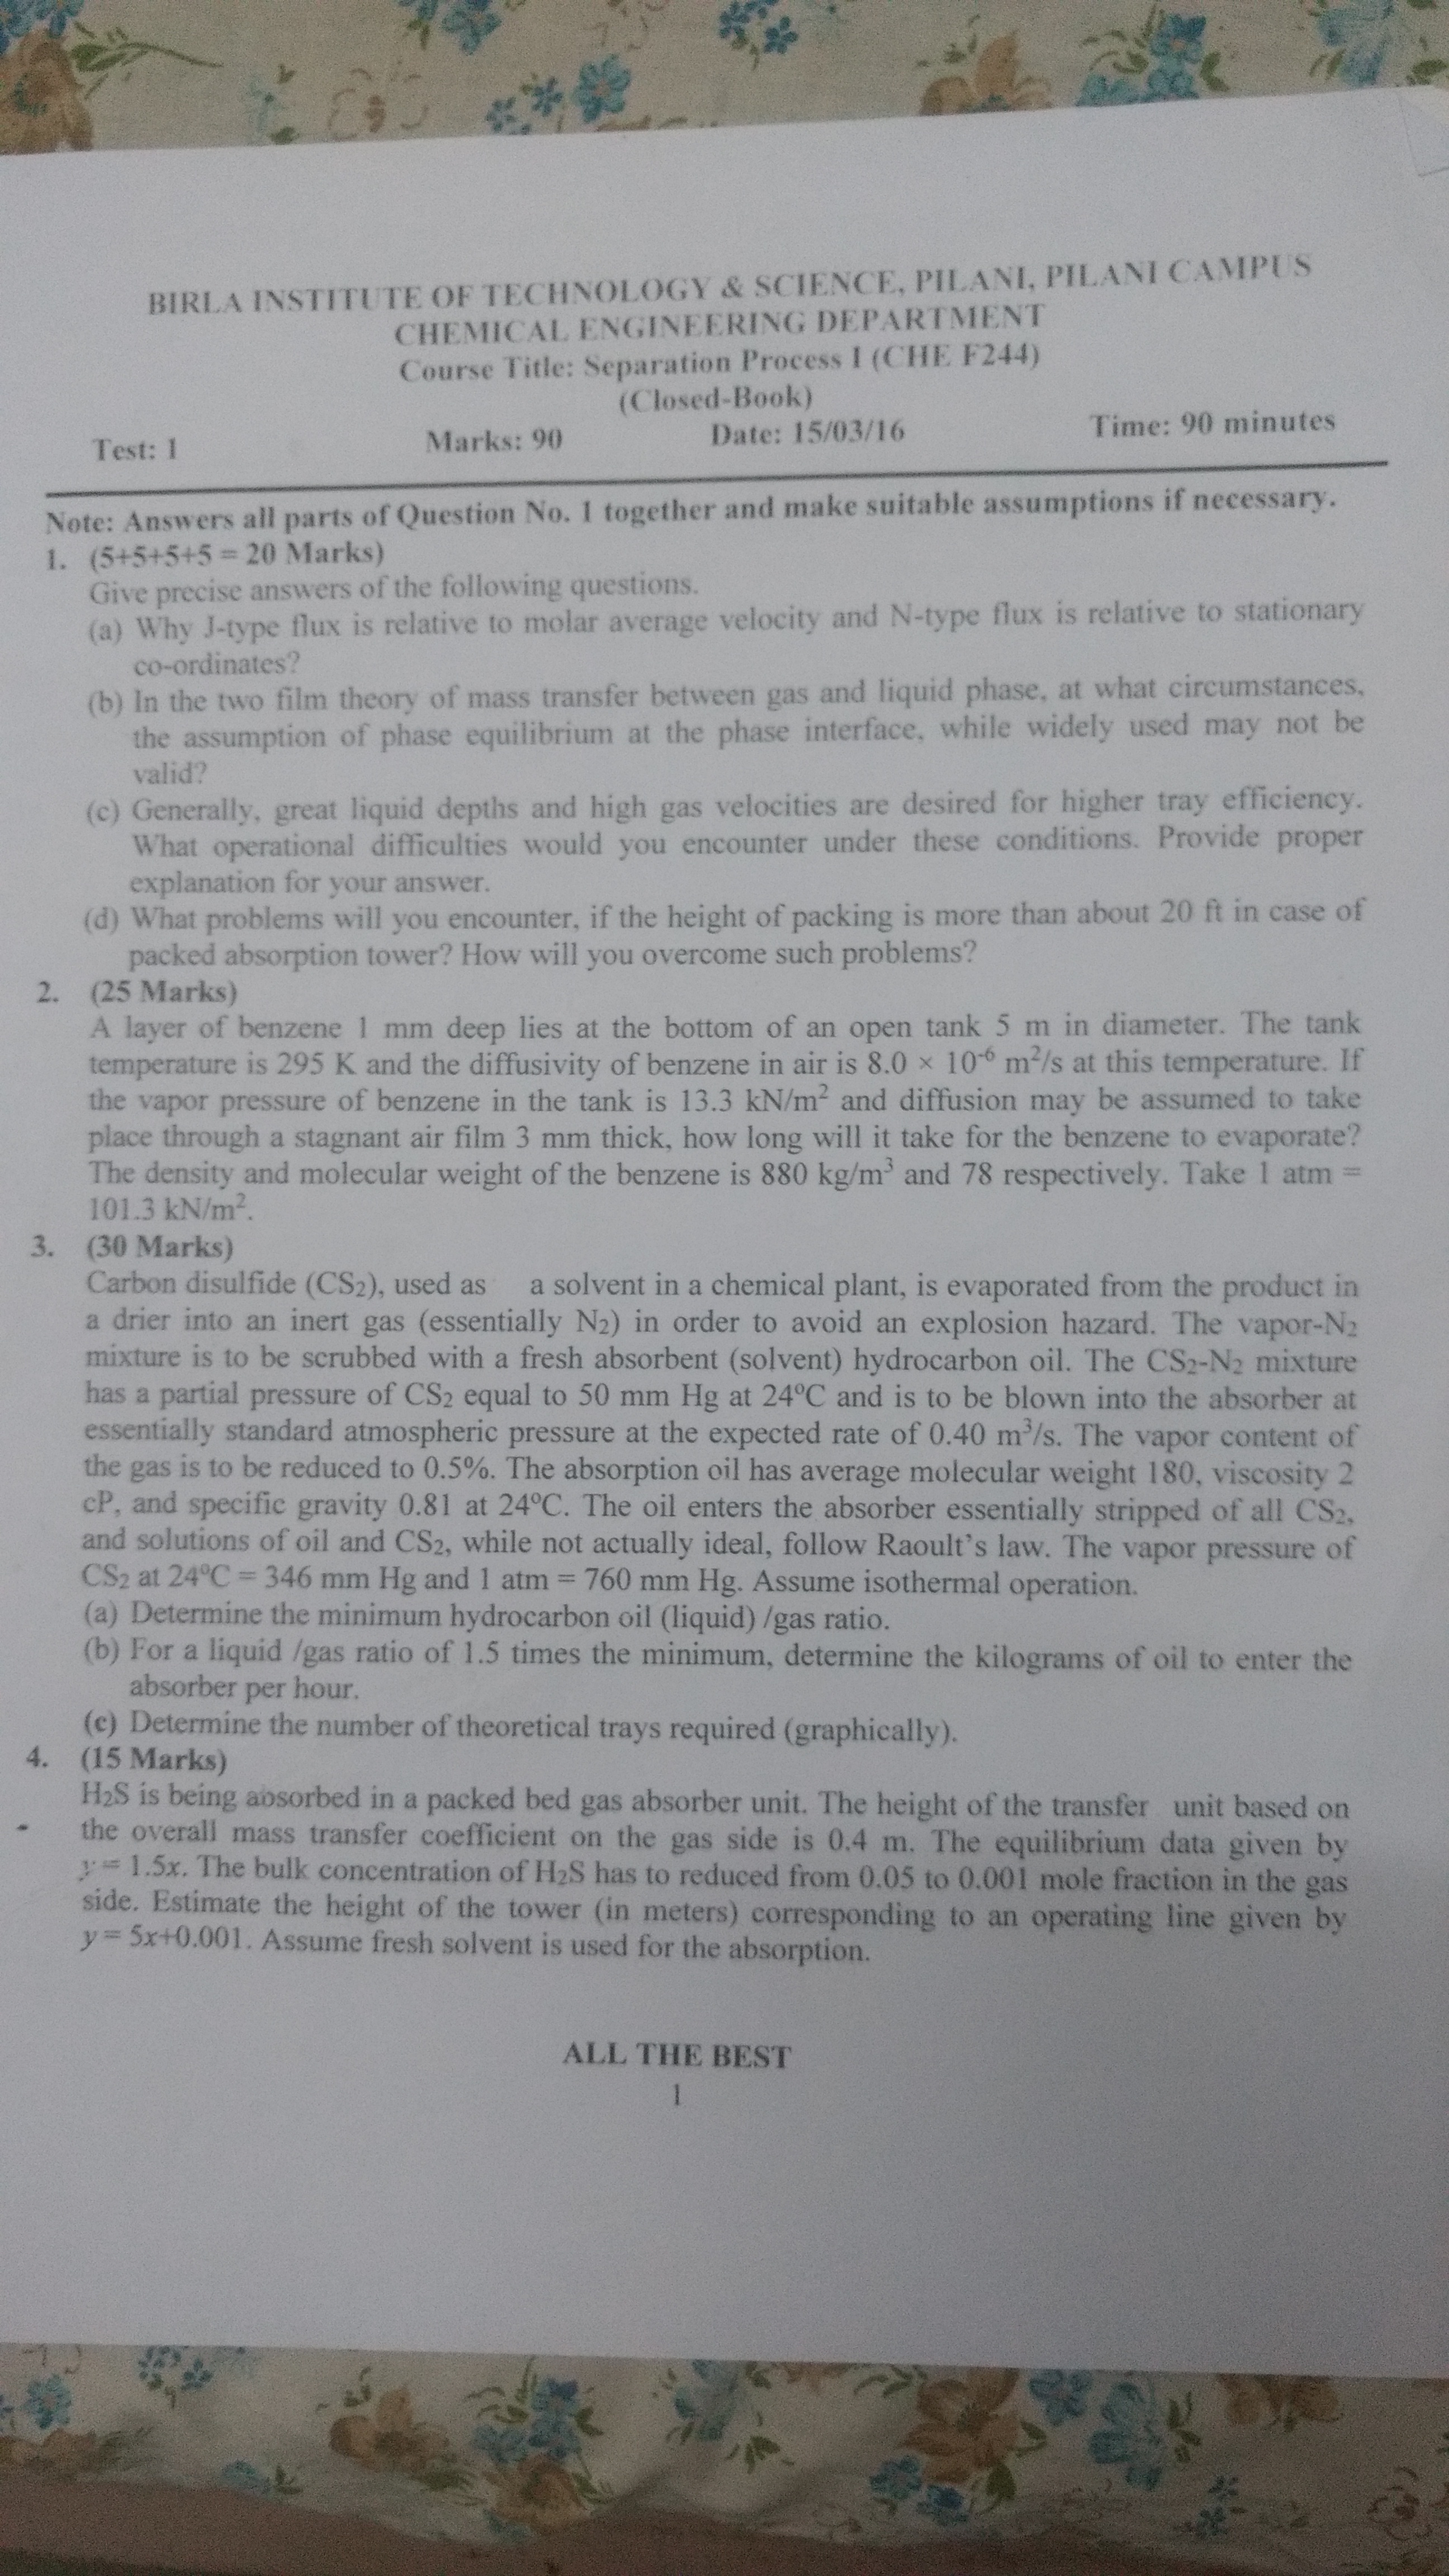 BIRLA INSTITUTE OF TECHNOLOGY & SCIENCE, PILANI, PILANI CAMPUS
CHEMICAL ENGINEERING DEPARTMENT
Course Title: Separation Process I (CHE F244)
(Closed-Book)
Test: 1 Marks: 90 Date: 15/03/16 Time: 90 minutes
Note: Answers all parts of Question No. 1 together and make suitable assumptions if necessary.
1. (5+5+5+5 = 20 Marks)
Give precise answers of the following questions.
(a) Why J-type flux is relative to molar average velocity and N-type flux is relative to stationary
co-ordinates?
(b) In the two film theory of mass transfer between gas and liquid phase, at what circumstances,
the assumption of phase equilibrium at the phase interface, while widely used may not be
valid?
(c) Generally, great liquid depths and high gas velocities are desired for higher tray efficiency.
What operational difficulties would you encounter under these conditions. Provide proper
explanation for your answer.
(d) What problems will you encounter, if the height of packing is more than about 20 ft in case of
packed absorption tower? How will you overcome such problems?
2. (25 Marks)
A layer of benzene 1 mm deep lies at the bottom of an open tank 5 m in diameter. The tank
temperature is 295 K and the diffusivity of benzene in air is 8.0 × 10⁻⁶ m²/s at this temperature. If
the vapor pressure of benzene in the tank is 13.3 kN/m² and diffusion may be assumed to take
place through a stagnant air film 3 mm thick, how long will it take for the benzene to evaporate?
The density and molecular weight of the benzene is 880 kg/m³ and 78 respectively. Take 1 atm =
101.3 kN/m².
3. (30 Marks)
Carbon disulfide (CS₂), used as a solvent in a chemical plant, is evaporated from the product in
a drier into an inert gas (essentially N₂) in order to avoid an explosion hazard. The vapor-N₂
mixture is to be scrubbed with a fresh absorbent (solvent) hydrocarbon oil. The CS₂-N₂ mixture
has a partial pressure of CS₂ equal to 50 mm Hg at 24°C and is to be blown into the absorber at
essentially standard atmospheric pressure at the expected rate of 0.40 m³/s. The vapor content of
the gas is to be reduced to 0.5%. The absorption oil has average molecular weight 180, viscosity 2
cP, and specific gravity 0.81 at 24°C. The oil enters the absorber essentially stripped of all CS₂,
and solutions of oil and CS₂, while not actually ideal, follow Raoult's law. The vapor pressure of
CS₂ at 24°C = 346 mm Hg and 1 atm = 760 mm Hg. Assume isothermal operation.
(a) Determine the minimum hydrocarbon oil (liquid) /gas ratio.
(b) For a liquid /gas ratio of 1.5 times the minimum, determine the kilograms of oil to enter the
absorber per hour.
(c) Determine the number of theoretical trays required (graphically).
4. (15 Marks)
H₂S is being absorbed in a packed bed gas absorber unit. The height of the transfer unit based on
the overall mass transfer coefficient on the gas side is 0.4 m. The equilibrium data given by
y = 1.5x. The bulk concentration of H₂S has to reduced from 0.05 to 0.001 mole fraction in the gas
side. Estimate the height of the tower (in meters) corresponding to an operating line given by
y = 5x+0.001. Assume fresh solvent is used for the absorption.
ALL THE BEST
1